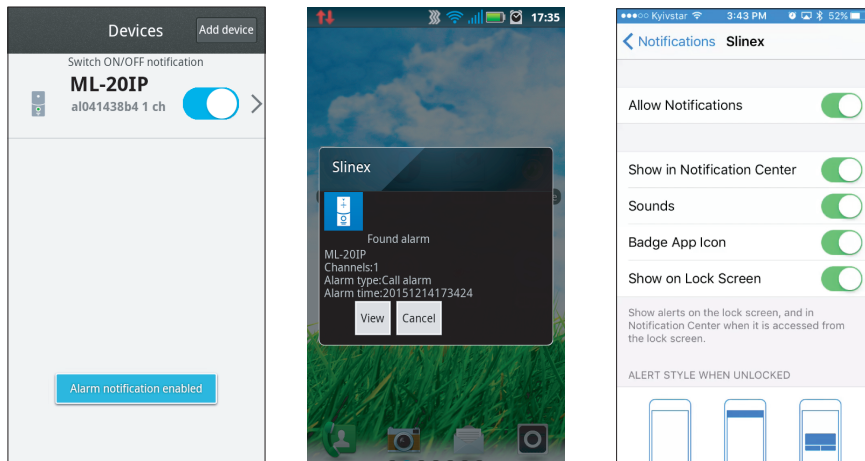 Devices
Add device
Switch ON/OFF notification
ML-20IP
al041438b4 1 ch
Alarm notification enabled
17:35
Slinex
Found alarm
ML-20IP
Channels:1
Alarm type:Call alarm
Alarm time:20151214173424
View
Cancel
Kyivstar
3:43 PM
52%
Notifications
Slinex
Allow Notifications
Show in Notification Center
Sounds
Badge App Icon
Show on Lock Screen
Show alerts on the lock screen, and in
Notification Center when it is accessed from
the lock screen.
ALERT STYLE WHEN UNLOCKED